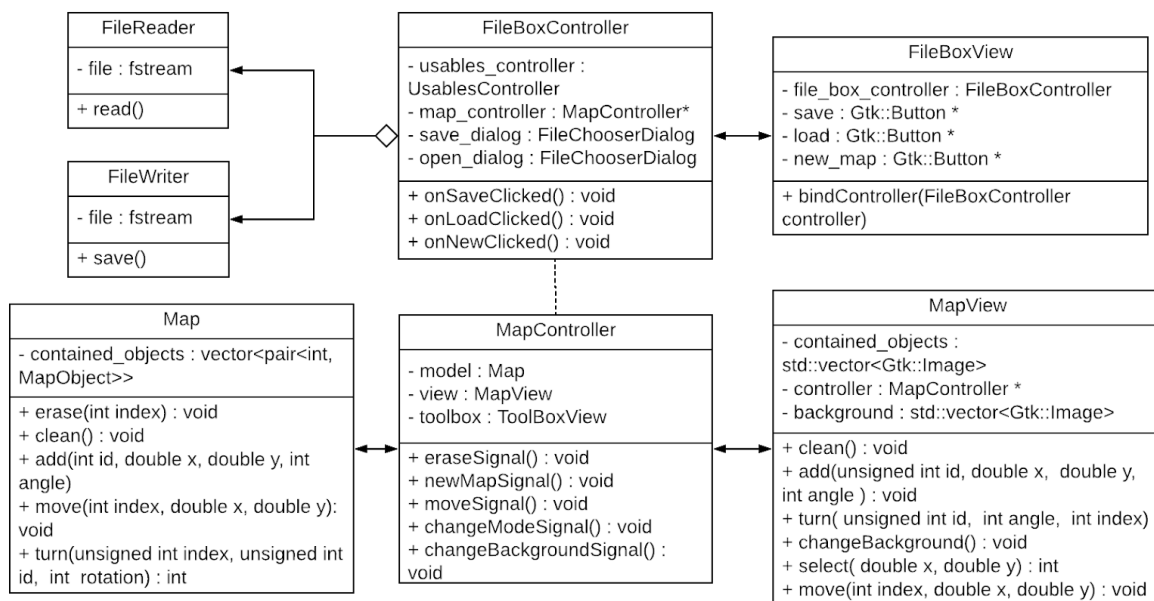 FileReader
- file : fstream
+ read()
FileWriter
- file : fstream
+ save()
FileBoxController
- usables_controller :
UsablesController
- map_controller : MapController*
- save_dialog : FileChooserDialog
- open_dialog : FileChooserDialog
+ onSaveClicked() : void
+ onLoadClicked() : void
+ onNewClicked() : void
FileBoxView
- file_box_controller : FileBoxController
- save : Gtk::Button *
- load : Gtk::Button *
- new_map : Gtk::Button *
+ bindController(FileBoxController
controller)
Map
- contained_objects : vector<pair<int,
MapObject>>
+ erase(int index) : void
+ clean() : void
+ add(int id, double x, double y, int
angle)
+ move(int index, double x, double y):
void
+ turn(unsigned int index, unsigned int
id, int rotation) : int
MapController
- model : Map
- view : MapView
- toolbox : ToolBoxView
+ eraseSignal() : void
+ newMapSignal() : void
+ moveSignal() : void
+ changeModeSignal() : void
+ changeBackgroundSignal() :
void
MapView
- contained_objects :
std::vector<Gtk::Image>
- controller : MapController *
- background : std::vector<Gtk::Image>
+ clean() : void
+ add(unsigned int id, double x, double y,
int angle ) : void
+ turn( unsigned int id, int angle, int index)
+ changeBackground() : void
+ select( double x, double y) : int
+ move(int index, double x, double y) : void